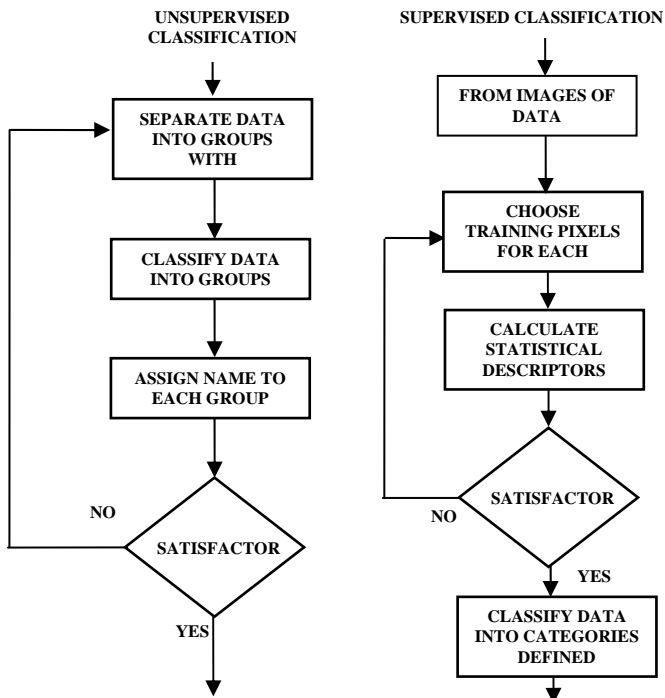 UNSUPERVISED
CLASSIFICATION
SEPARATE DATA
INTO GROUPS
WITH
CLASSIFY DATA
INTO GROUPS
ASSIGN NAME TO
EACH GROUP
NO
SATISFACTOR
YES
SUPERVISED CLASSIFICATION
FROM IMAGES OF
DATA
CHOOSE
TRAINING PIXELS
FOR EACH
CALCULATE
STATISTICAL
DESCRIPTORS
SATISFACTOR
NO
YES
CLASSIFY DATA
INTO CATEGORIES
DEFINED